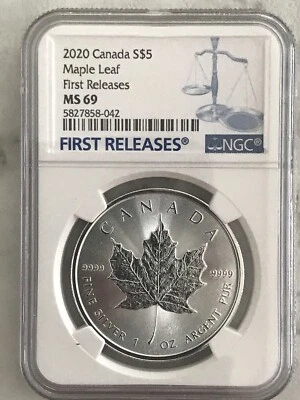 2020 Canada S$5
Maple Leaf
First Releases
MS 69
5827858-042
FIRST RELEASES®
NGC®
CANADA
9999 9999
FINE SILVER 1 OZ ARGENT PUR